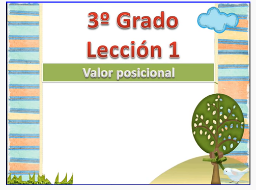 3º Grado
Lección 1
Valor posicional